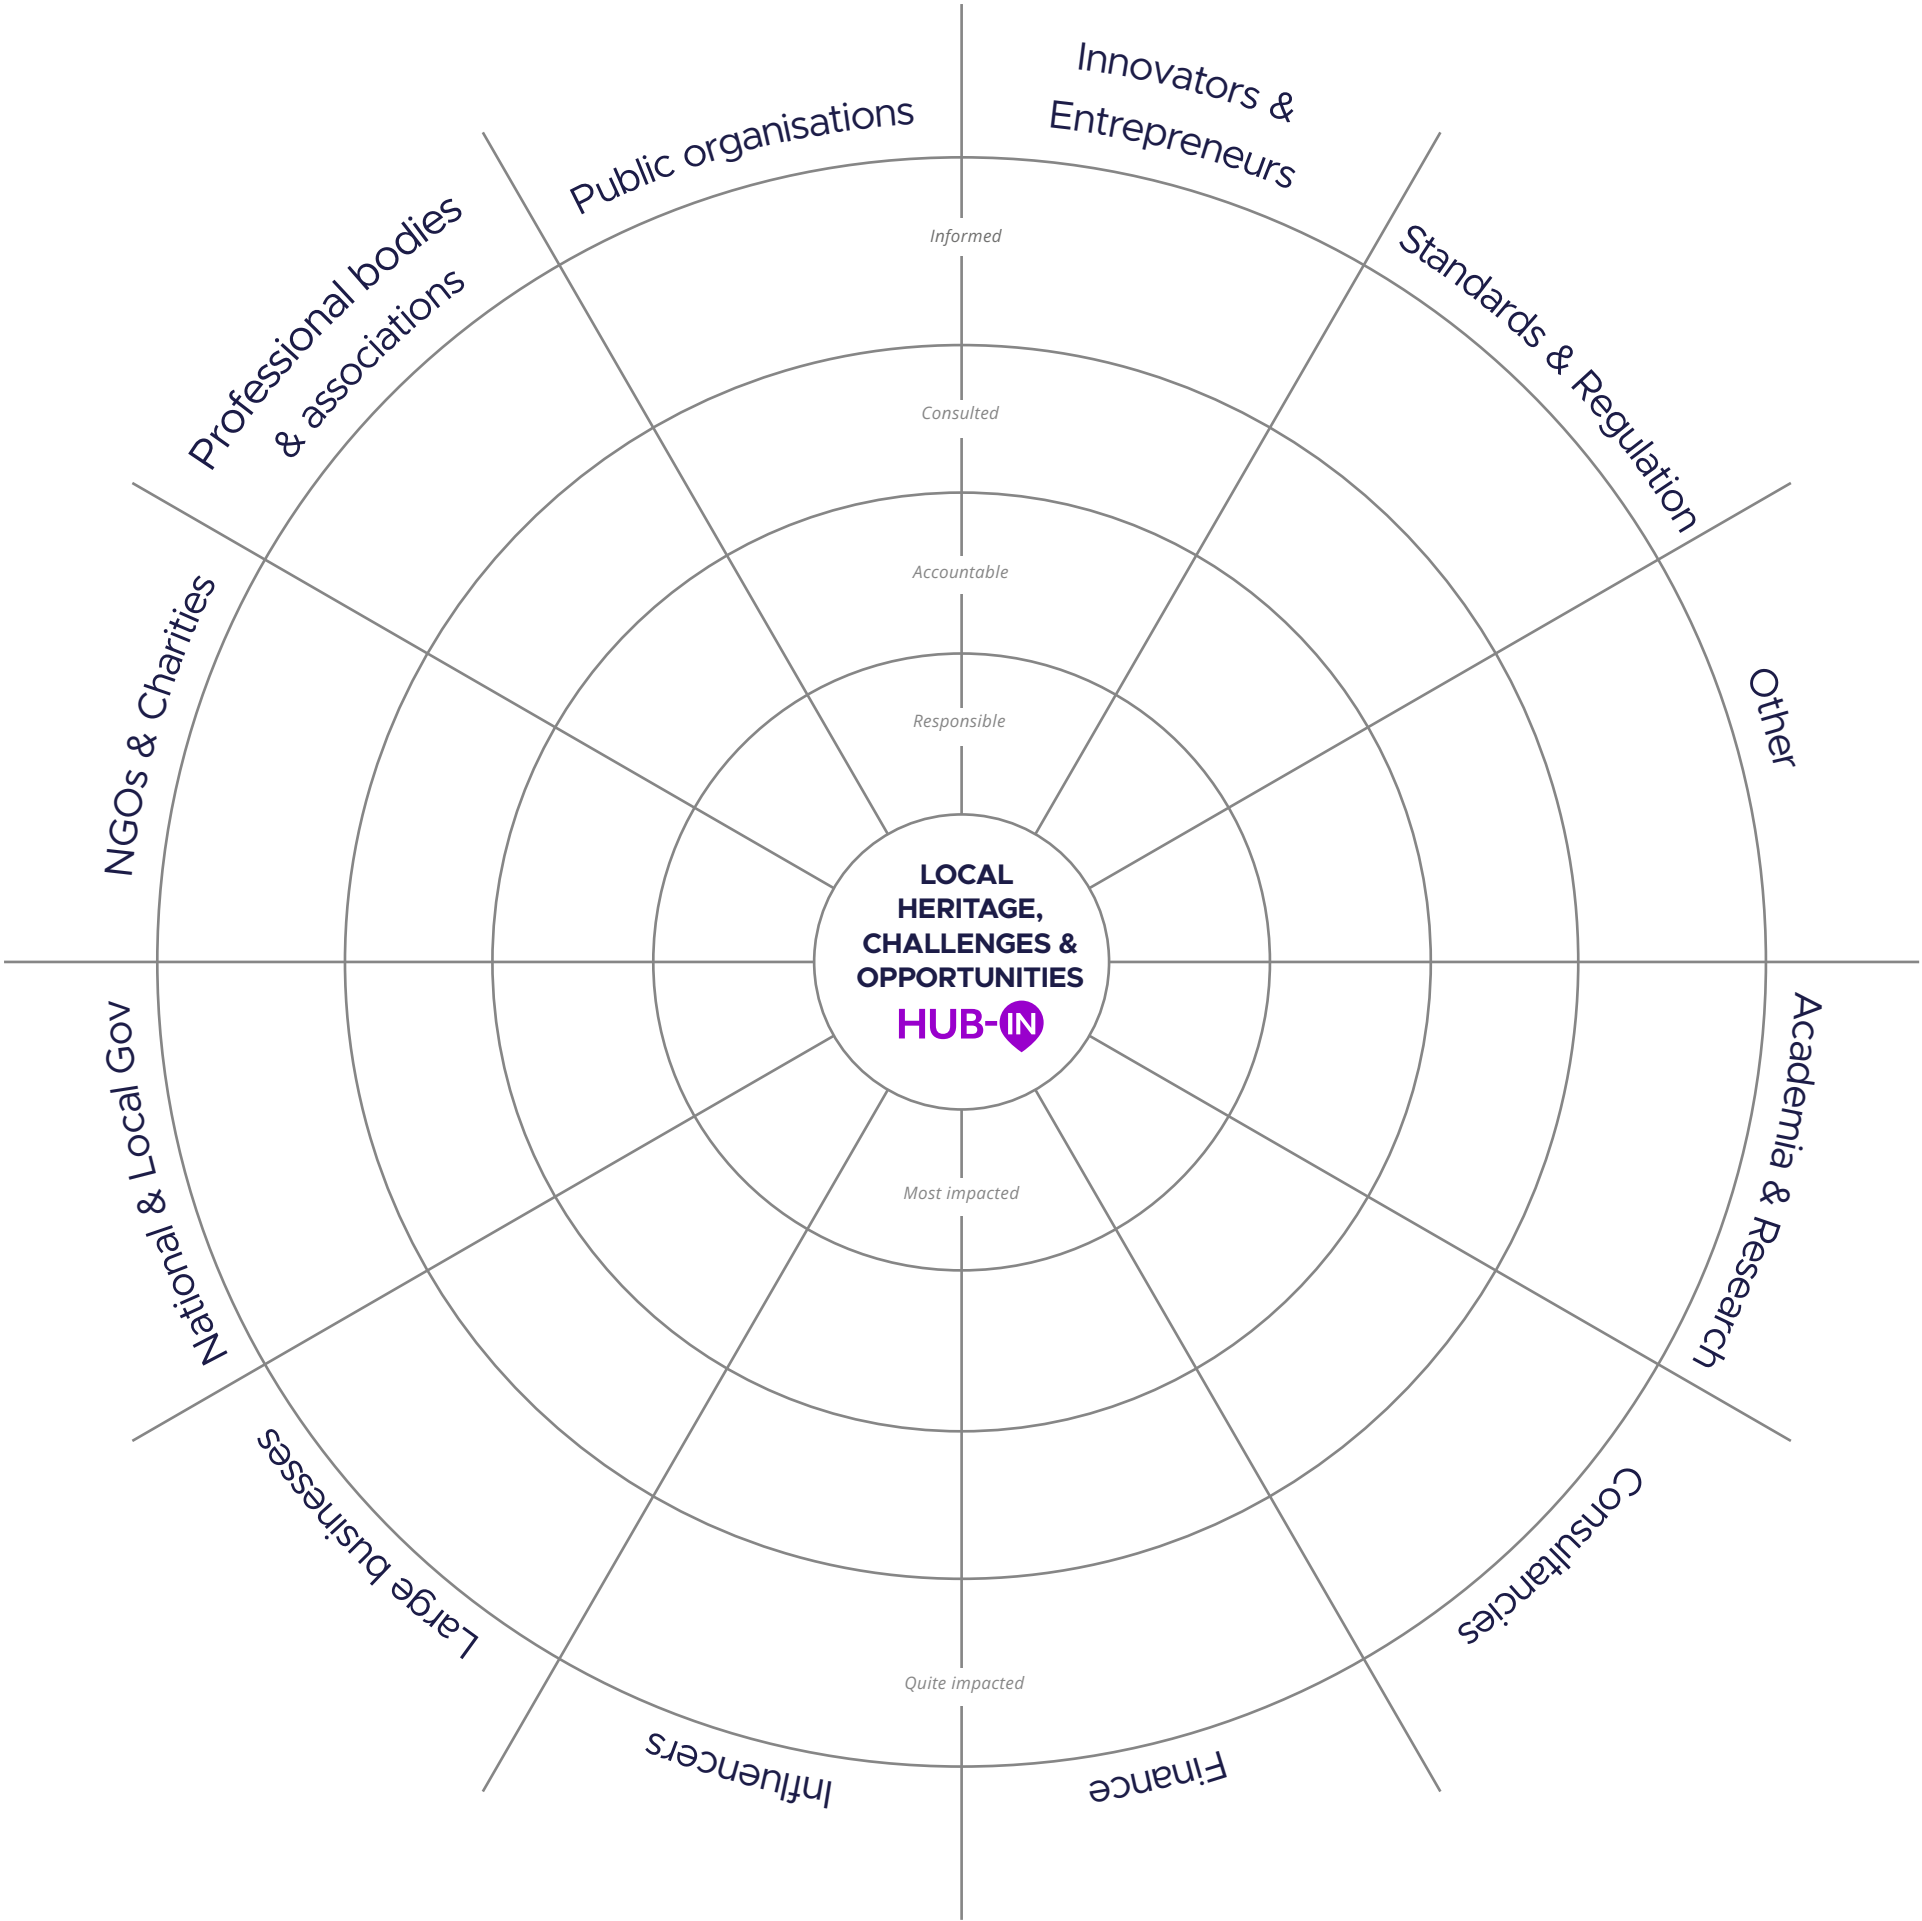 Innovators &
Entrepreneurs
Public organisations
Standards & Regulation
Professional bodies
& associations
Informed
Consulted
Accountable
Responsible
NGOs & Charities
Other
LOCAL
HERITAGE,
CHALLENGES &
OPPORTUNITIES
HUB-IN
National & Local Gov
Academia & Research
Most impacted
Large businesses
Consultancies
Quite impacted
Influencers
Finance